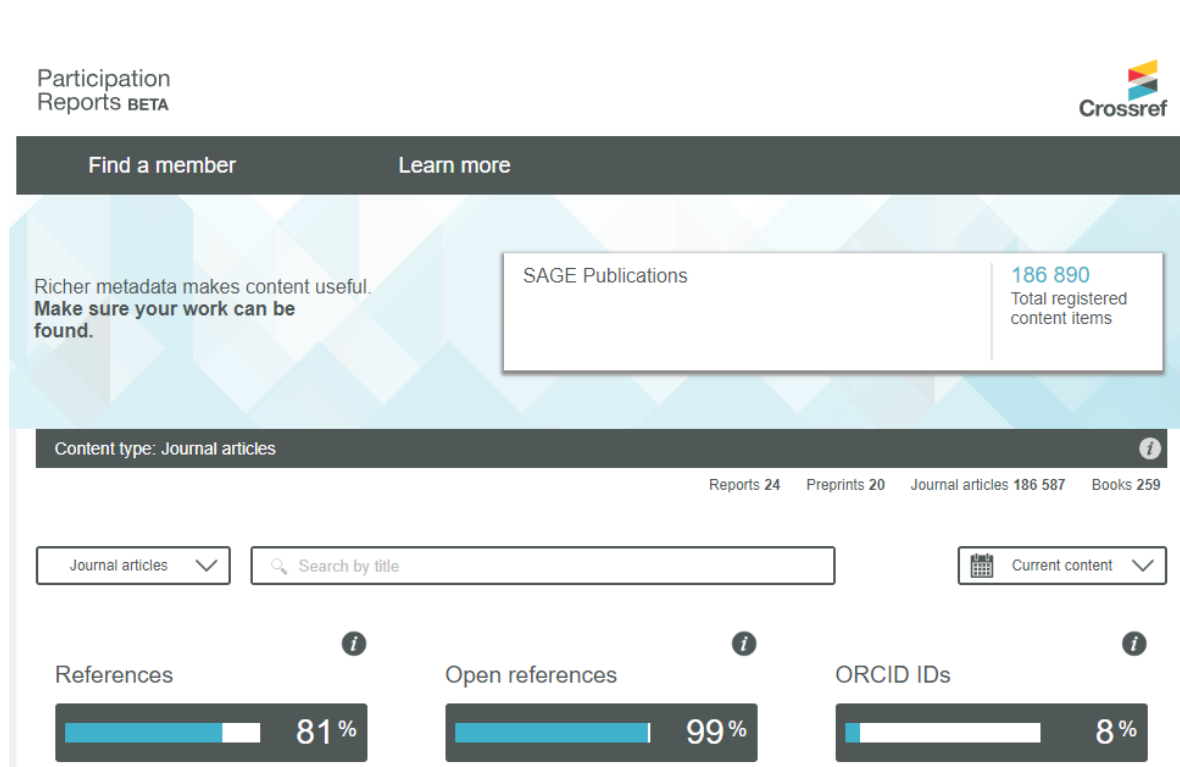 Participation
Reports BETA
Crossref
Find a member
Learn more
Richer metadata makes content useful.
Make sure your work can be
found.
SAGE Publications
186 890
Total registered
content items
Content type: Journal articles
i
Reports 24 Preprints 20 Journal articles 186 587 Books 259
Journal articles
Search by title
Current content
i
References
81%
i
Open references
99%
i
ORCID IDs
8%